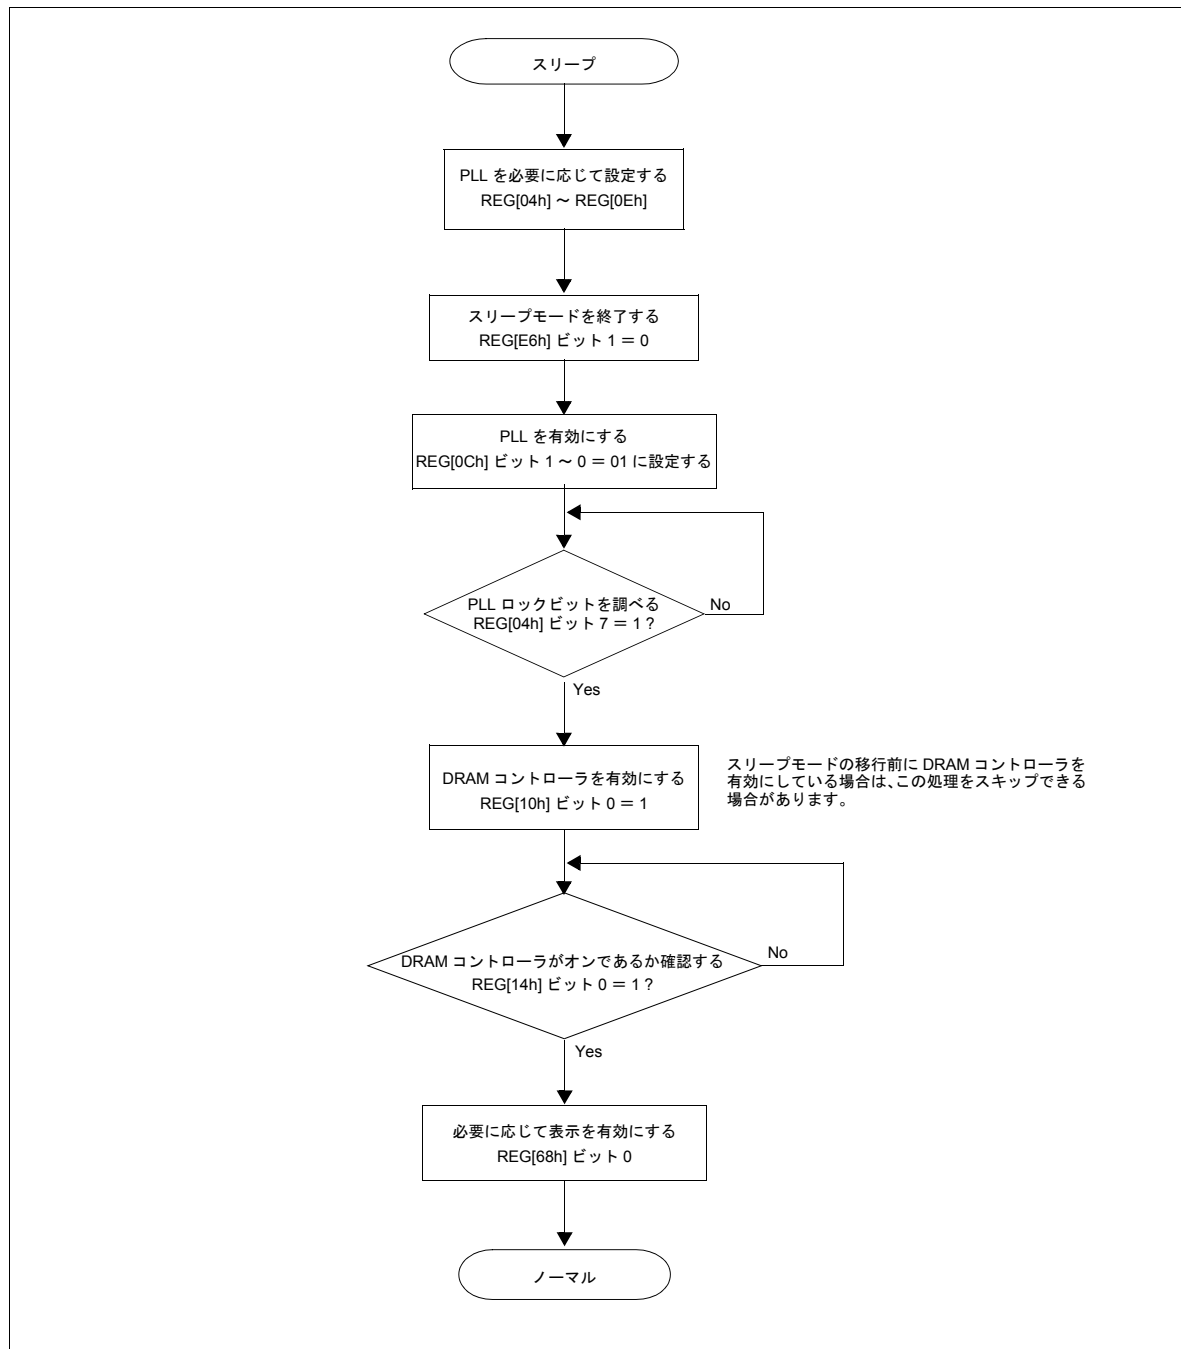 スリープ
PLL を必要に応じて設定する
REG[04h] ～ REG[0Eh]
スリープモードを終了する
REG[E6h] ビット 1 ＝ 0
PLL を有効にする
REG[0Ch] ビット 1 ～ 0 ＝ 01 に設定する
PLL ロックビットを調べる
REG[04h] ビット 7 ＝ 1 ?
No
Yes
DRAM コントローラを有効にする
REG[10h] ビット 0 ＝ 1
スリープモードの移行前に DRAM コントローラを
有効にしている場合は、この処理をスキップできる
場合があります。
DRAM コントローラがオンであるか確認する
REG[14h] ビット 0 ＝ 1 ?
No
Yes
必要に応じて表示を有効にする
REG[68h] ビット 0
ノーマル